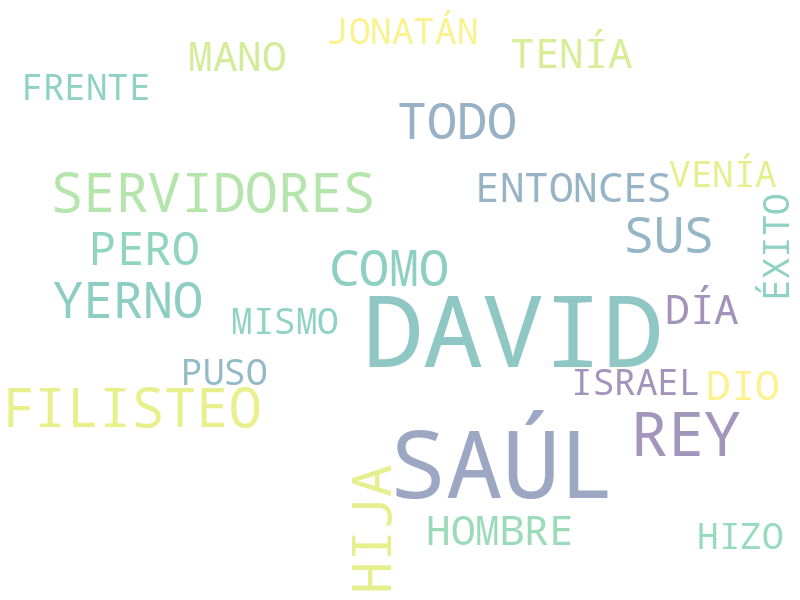 JONATÁN
MANO
TENÍA
FRENTE
TODO
VENÍA
SERVIDORES
ENTONCES
SUS
ÉXITO
PERO
COMO
YERNO
DÍA
MISMO
DAVID
PUSO
ISRAEL
DIO
FILISTEO
REY
SAÚL
HIJA
HOMBRE
HIZO